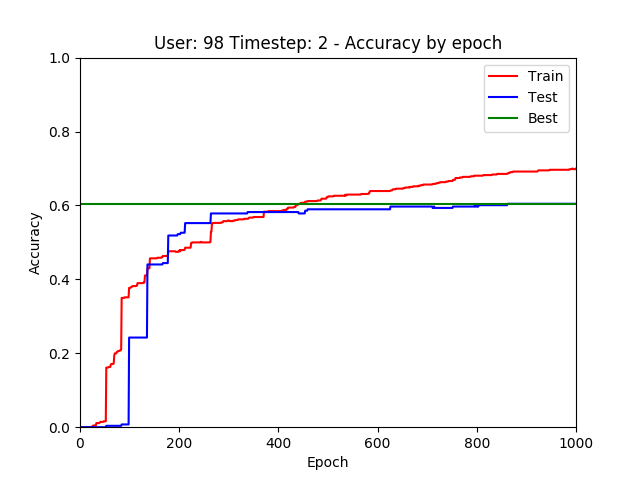 User: 98 Timestep: 2 - Accuracy by epoch
1.0
0.8
0.6
0.4
0.2
0.0
Accuracy
Train
Test
Best
0 200 400 600 800 1000
Epoch